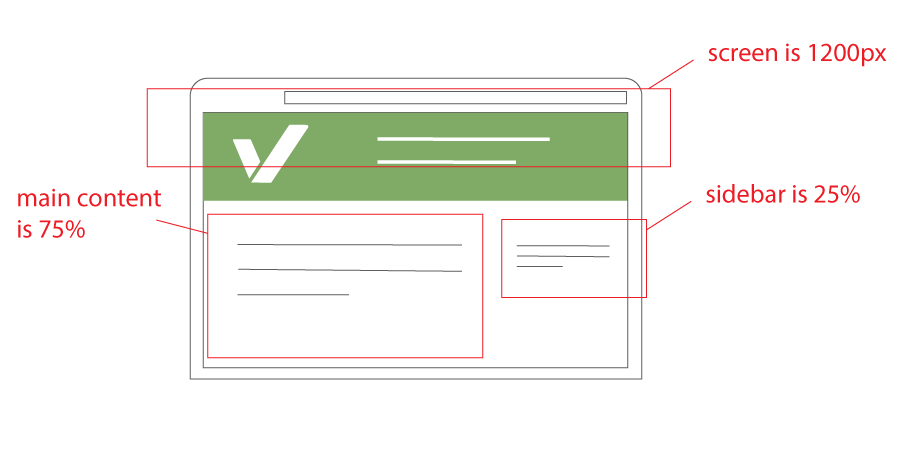 screen is 1200px
main content
is 75%
sidebar is 25%